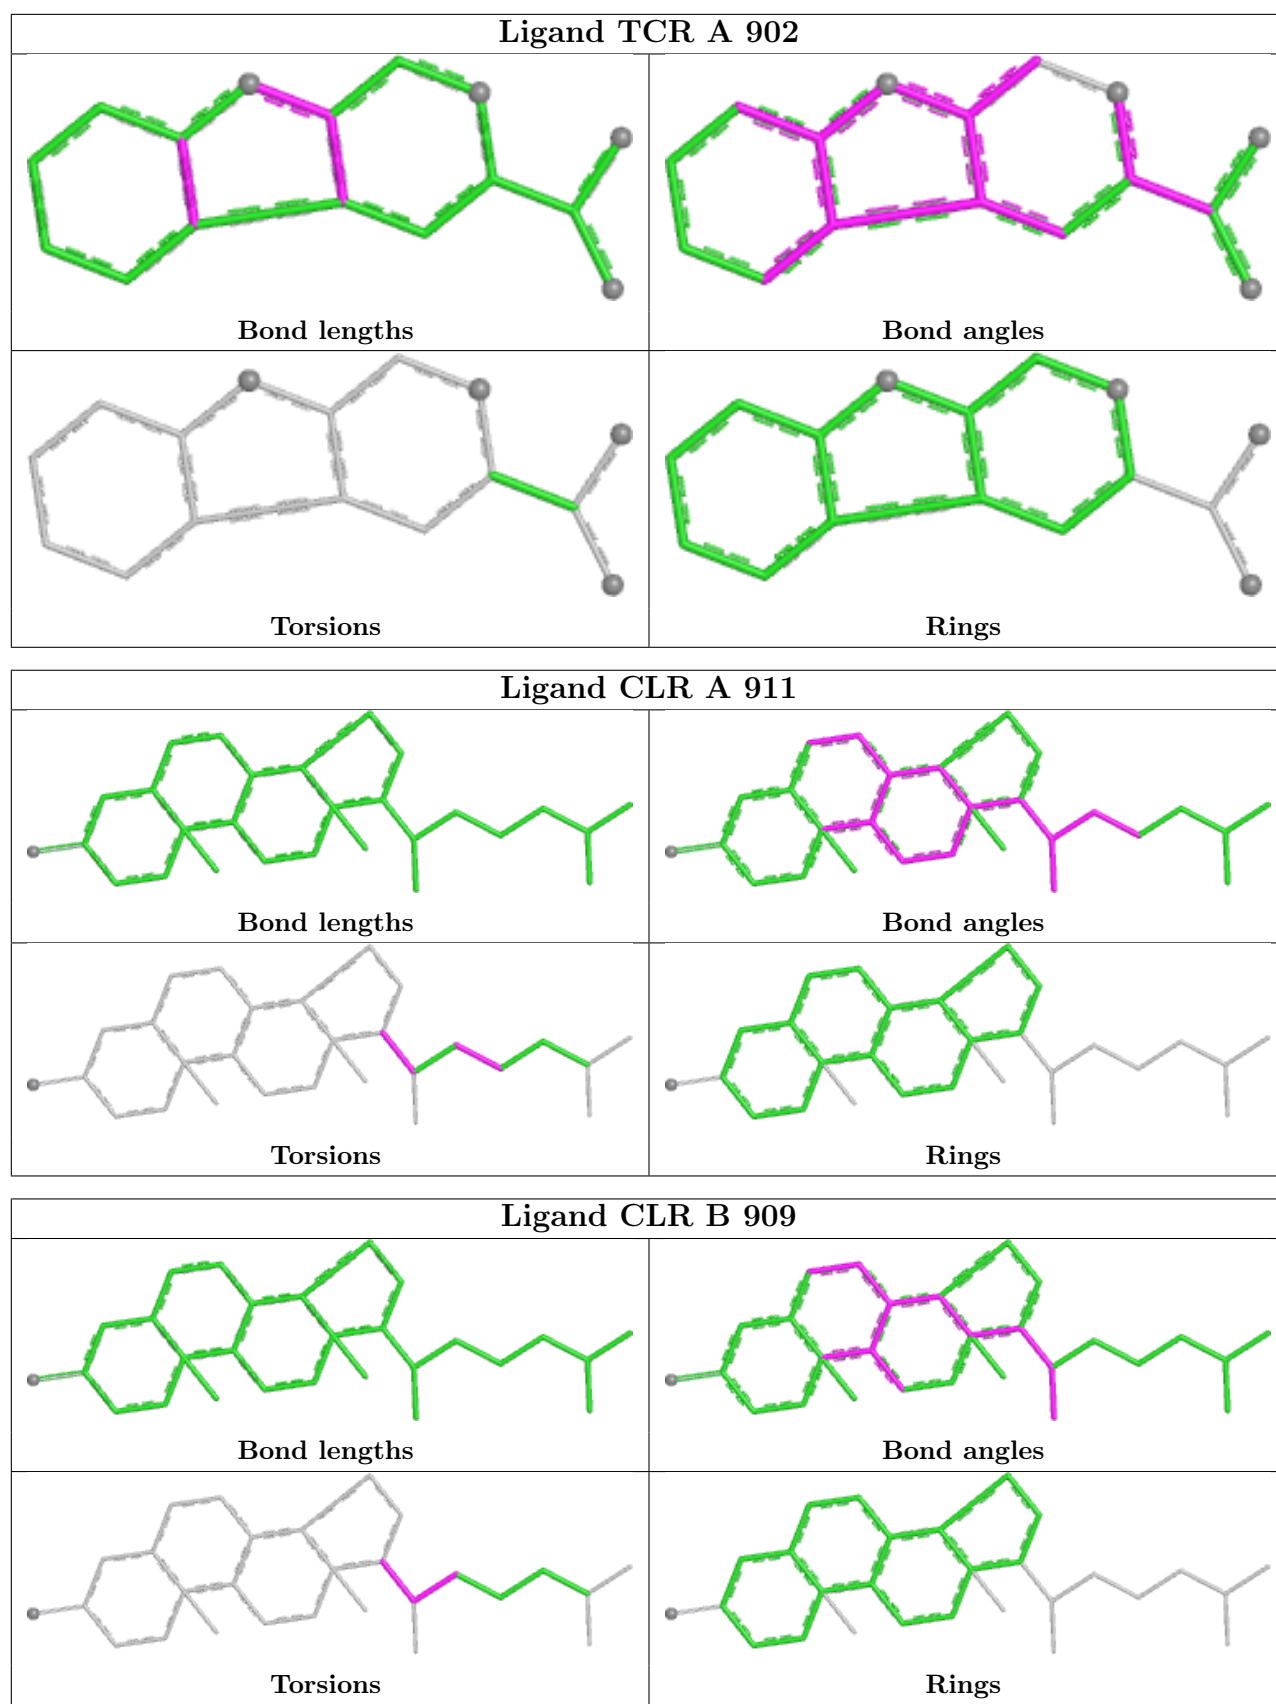 Ligand TCR A 902
Bond lengths
Bond angles
Torsions
Rings
Ligand CLR A 911
Bond lengths
Bond angles
Torsions
Rings
Ligand CLR B 909
Bond lengths
Bond angles
Torsions
Rings